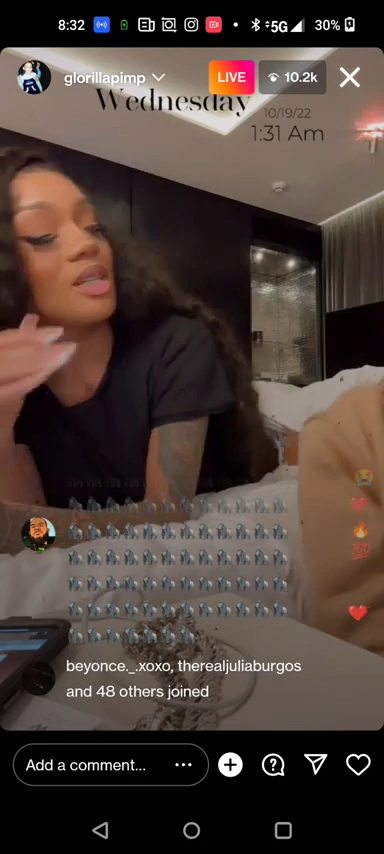 8:32
5G
30%
glorillapimp
LIVE
10.2k
Wednesday
10/19/22
1:31 Am
💯
beyonce._.xoxo, therealjuliaburgos
and 48 others joined
Add a comment...